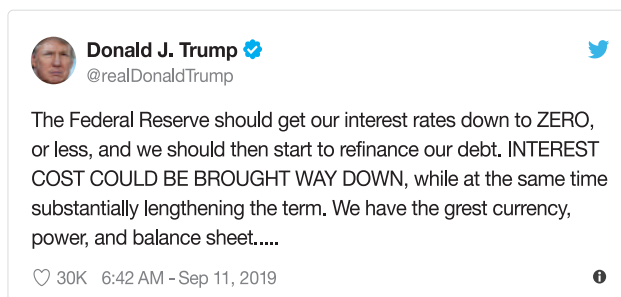 Donald J. Trump
@realDonaldTrump
The Federal Reserve should get our interest rates down to ZERO,
or less, and we should then start to refinance our debt. INTEREST
COST COULD BE BROUGHT WAY DOWN, while at the same time
substantially lengthening the term. We have the grest currency,
power, and balance sheet.....
30K 6:42 AM - Sep 11, 2019